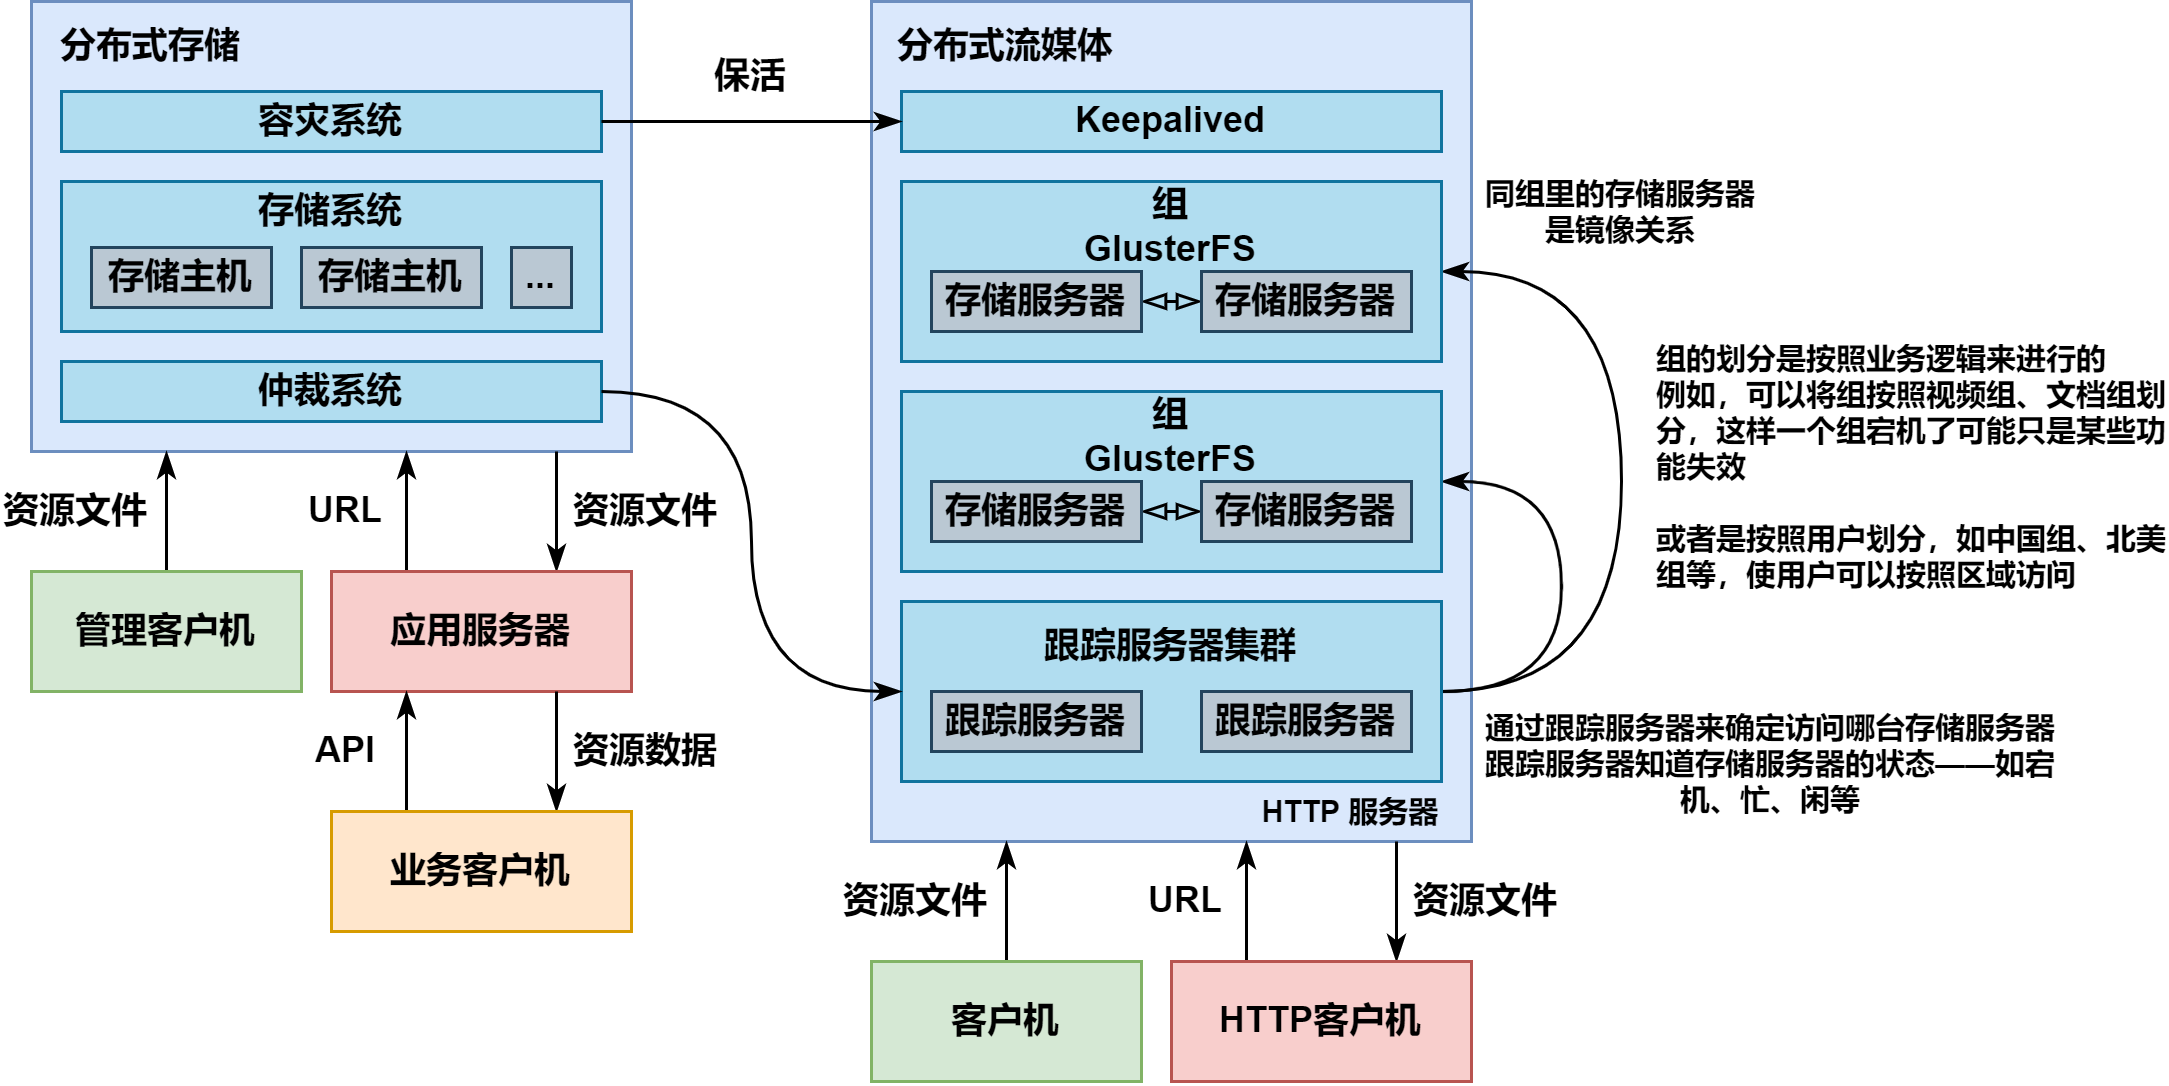 分布式存储
容灾系统
存储系统
存储主机
存储主机
...
仲裁系统
资源文件
URL
资源文件
管理客户机
应用服务器
API
资源数据
业务客户机
保活
分布式流媒体
Keepalived
组
GlusterFS
存储服务器
存储服务器
组
GlusterFS
存储服务器
存储服务器
跟踪服务器集群
跟踪服务器
跟踪服务器
HTTP 服务器
资源文件
URL
资源文件
客户机
HTTP客户机
同组里的存储服务器
是镜像关系
组的划分是按照业务逻辑来进行的
例如，可以将组按照视频组、文档组划
分，这样一个组宕机了可能只是某些功
能失效
或者是按照用户划分，如中国组、北美
组等，使用户可以按照区域访问
通过跟踪服务器来确定访问哪台存储服务器
跟踪服务器知道存储服务器的状态——如宕
机、忙、闲等